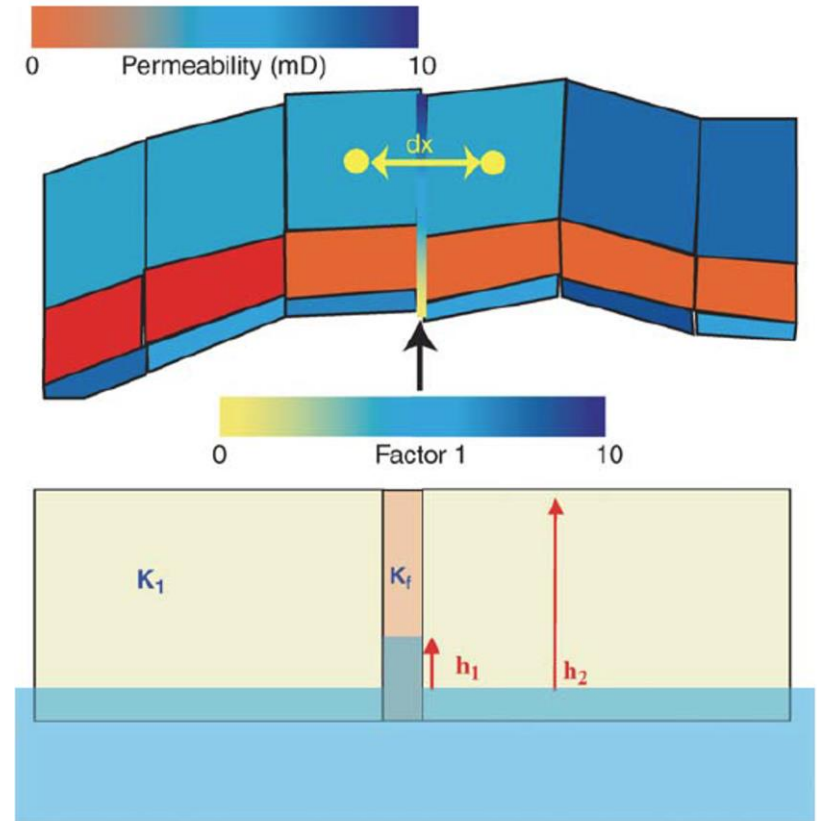 0 Permeability (mD) 10
dx
0 Factor 1 10
K₁
Kf
h₁
h₂